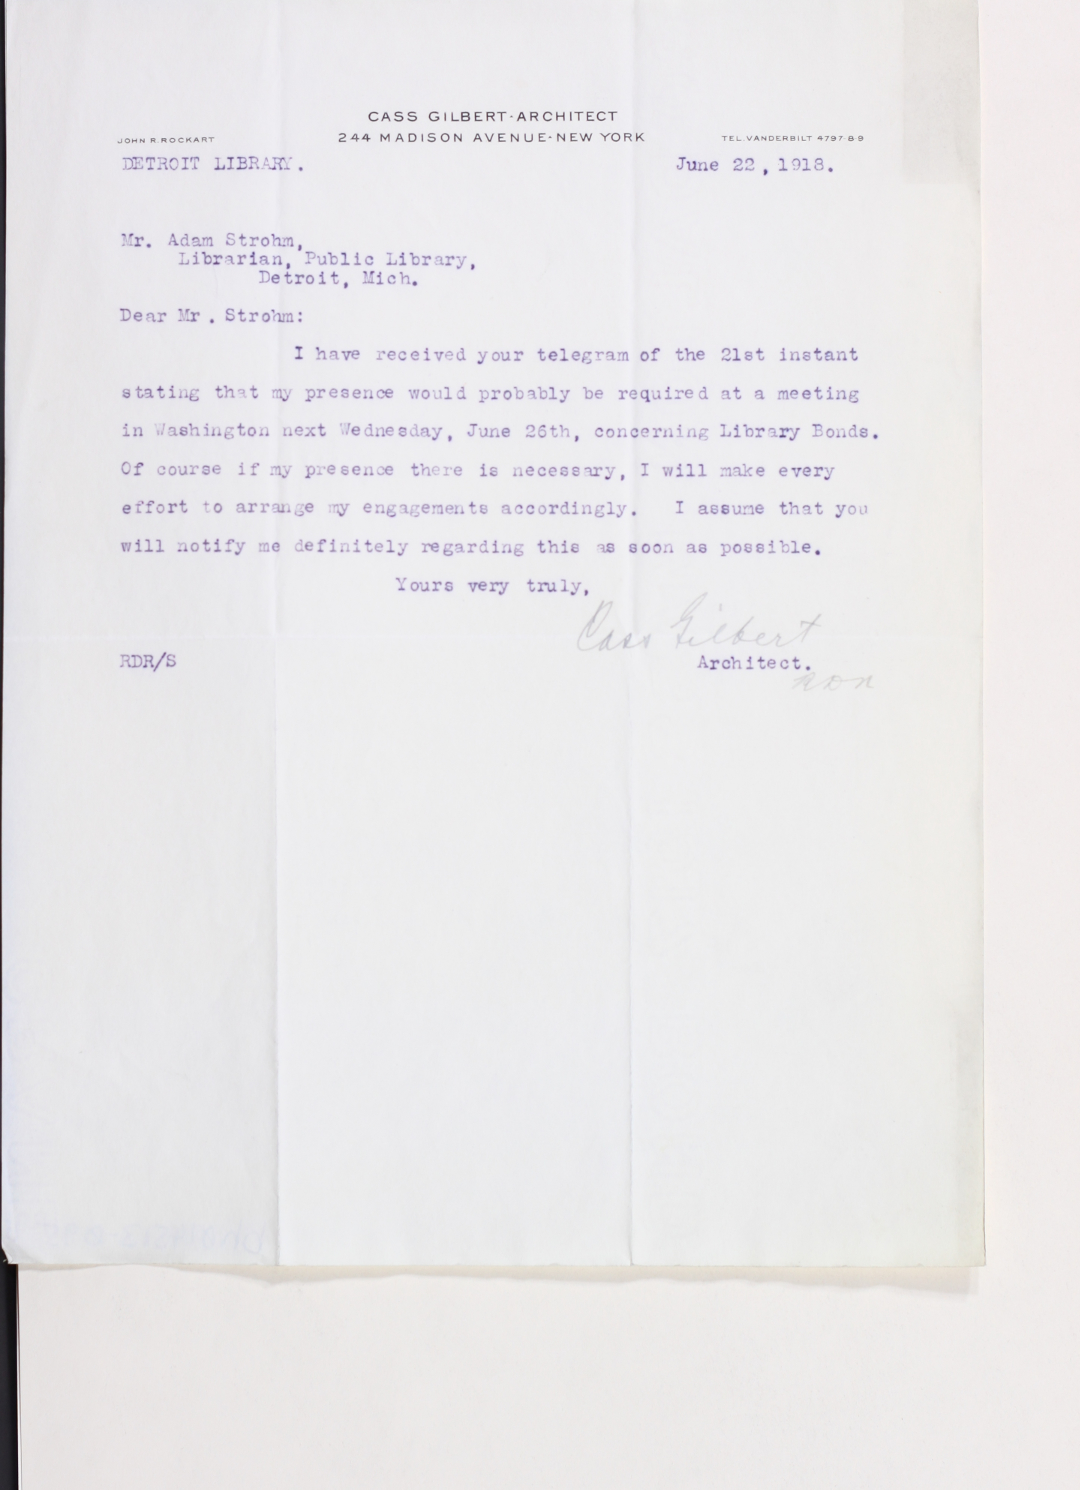 CASS GILBERT-ARCHITECT
JOHN R. ROCKART 244 MADISON AVENUE-NEW YORK TEL. VANDERBILT 4797-8-9
DETROIT LIBRARY. June 22, 1918.
Mr. Adam Strohm,
Librarian, Public Library,
Detroit, Mich.
Dear Mr . Strohm:
I have received your telegram of the 21st instant
stating that my presence would probably be required at a meeting
in Washington next Wednesday, June 26th, concerning Library Bonds.
Of course if my presence there is necessary, I will make every
effort to arrange my engagements accordingly. I assume that you
will notify me definitely regarding this as soon as possible.
Yours very truly,
Cass Gilbert
RDR/S Architect.